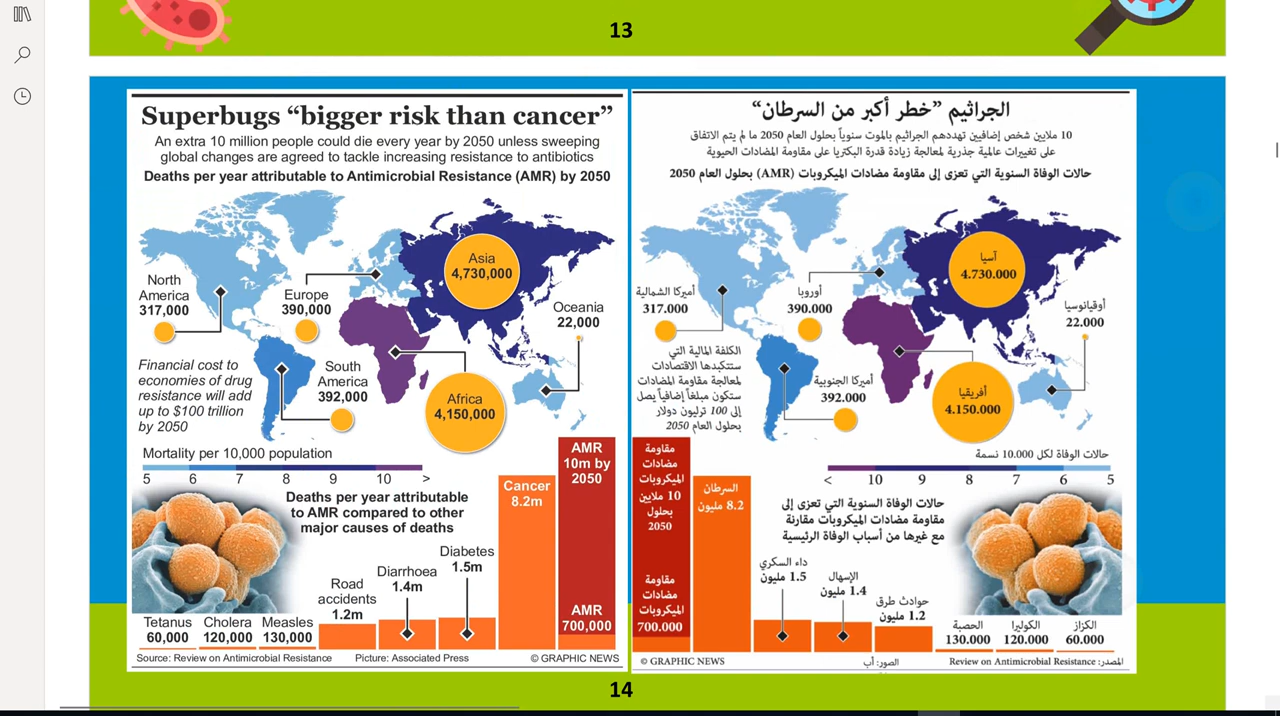 13
Superbugs “bigger risk than cancer”
An extra 10 million people could die every year by 2050 unless sweeping
global changes are agreed to tackle increasing resistance to antibiotics
Deaths per year attributable to Antimicrobial Resistance (AMR) by 2050
Asia
4,730,000
North
America
317,000
Europe
390,000
Oceania
22,000
South
America
392,000
Africa
4,150,000
Financial cost to
economies of drug
resistance will add
up to $100 trillion
by 2050
Mortality per 10,000 population
5 6 7 8 9 10 >
Deaths per year attributable
to AMR compared to other
major causes of deaths
Tetanus
60,000
Cholera
120,000
Measles
130,000
Road
accidents
1.2m
Diarrhoea
1.4m
Diabetes
1.5m
Cancer
8.2m
AMR
10m by
2050
AMR
700,000
Source: Review on Antimicrobial Resistance Picture: Associated Press © GRAPHIC NEWS
الجراثيم ”خطر أكبر من السرطان“
10 ملايين شخص إضافيين تهددهم الجراثيم بالموت سنوياً بحلول العام 2050 ما لم يتم الاتفاق
على تغييرات عالمية جذرية لمعالجة زيادة قدرة البكتريا على مقاومة المضادات الحيوية
حالات الوفاة السنوية التي تعزى إلى مقاومة مضادات الميكروبات (AMR) بحلول العام 2050
آسيا
4.730.000
أميركا الشمالية
317.000
أوروبا
390.000
أوقيانوسيا
22.000
أميركا الجنوبية
392.000
أفريقيا
4.150.000
الكلفة المالية التي
ستتكبدها الاقتصادات
لمعالجة مقاومة المضادات
ستكون مبلغاً إضافياً يصل
إلى 100 ترليون دولار
بحلول العام 2050
حالات الوفاة لكل 10.000 نسمة
< 10 9 8 7 6 5
حالات الوفاة السنوية التي تعزى إلى
مقاومة مضادات الميكروبات مقارنة
مع غيرها من أسباب الوفاة الرئيسية
مقاومة
مضادات
الميكروبات
10 ملايين
بحلول
2050
مقاومة
مضادات
الميكروبات
700.000
السرطان
8.2 مليون
داء السكري
1.5 مليون
الإسهال
1.4 مليون
حوادث طرق
1.2 مليون
الحصبة
130.000
الكوليرا
120.000
الكزاز
60.000
المصدر: Review on Antimicrobial Resistance الصور: أب © GRAPHIC NEWS
14